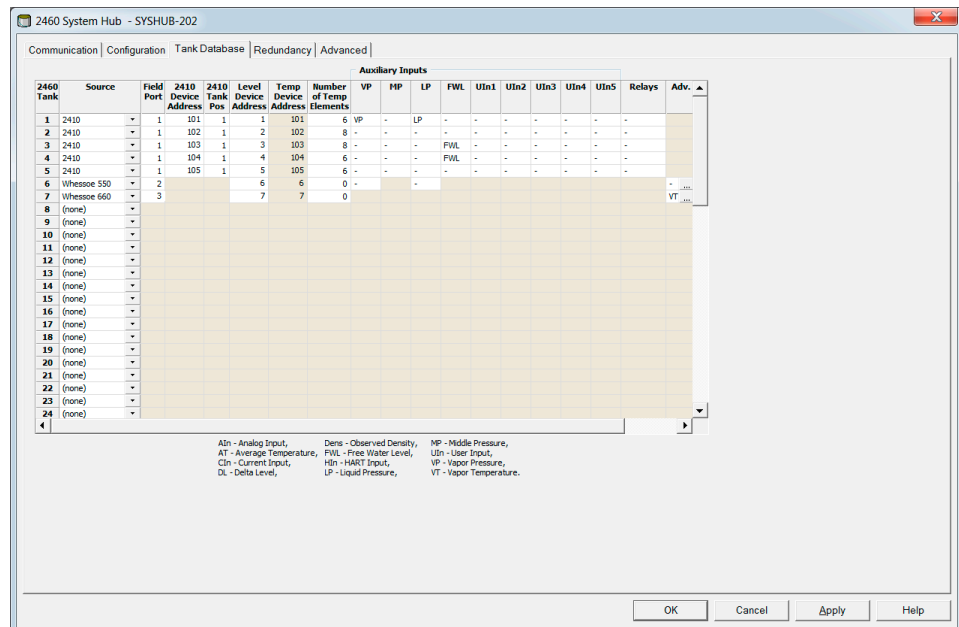 2460 System Hub - SYSHUB-202
Communication Configuration Tank Database Redundancy Advanced
Auxiliary Inputs
2460 Tank Source Field Port 2410 Device Address 2410 Tank Pos Level Device Address Temp Device Address Number of Temp Elements VP MP LP FWL UIn1 UIn2 UIn3 UIn4 UIn5 Relays Adv.
1 2410 1 101 1 1 101 6 VP - LP - - - - - - -
2 2410 1 102 1 2 102 8 - - - - - - - - - -
3 2410 1 103 1 3 103 8 - - - FWL - - - - - -
4 2410 1 104 1 4 104 6 - - - FWL - - - - - -
5 2410 1 105 1 5 105 6 - - - - - - - - - -
6 Whessoe 550 2 6 6 0 - - - ...
7 Whessoe 660 3 7 7 0 VT ...
8 (none)
9 (none)
10 (none)
11 (none)
12 (none)
13 (none)
14 (none)
15 (none)
16 (none)
17 (none)
18 (none)
19 (none)
20 (none)
21 (none)
22 (none)
23 (none)
24 (none)
AIn - Analog Input, Dens - Observed Density, MP - Middle Pressure,
AT - Average Temperature, FWL - Free Water Level, UIn - User Input,
CIn - Current Input, HIn - HART Input, VP - Vapor Pressure,
DL - Delta Level, LP - Liquid Pressure, VT - Vapor Temperature.
OK Cancel Apply Help